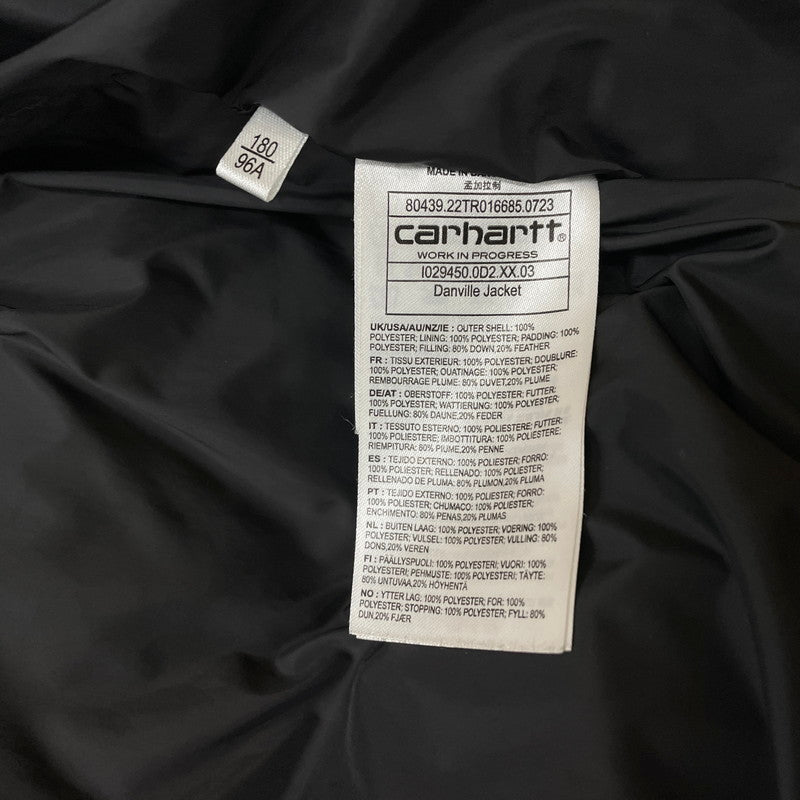 180
96A
MADE IN
孟加拉制
80439.22TR016685.0723
carhartt®
WORK IN PROGRESS
I029450.0D2.XX.03
Danville Jacket
UK/USA/AU/NZ/IE : OUTER SHELL: 100%
POLYESTER; LINING: 100% POLYESTER; PADDING: 100%
POLYESTER; FILLING: 80% DOWN,20% FEATHER
FR : TISSU EXTERIEUR: 100% POLYESTER; DOUBLURE:
100% POLYESTER; OUATINAGE: 100% POLYESTER;
REMBOURRAGE PLUME: 80% DUVET,20% PLUME
DE/AT : OBERSTOFF: 100% POLYESTER; FUTTER:
100% POLYESTER; WATTIERUNG: 100% POLYESTER;
FUELLUNG: 80% DAUNE,20% FEDER
IT : TESSUTO ESTERNO: 100% POLIESTERE; FUTTER:
100% POLIESTERE; IMBOTTITURA: 100% POLIESTERE;
RIEMPITURA: 80% PIUME,20% PENNE
ES : TEJIDO EXTERNO: 100% POLIESTER; FORRO:
100% POLIESTER; RELLENADO: 100% POLIESTER;
RELLENADO DE PLUMA: 80% PLUMON,20% PLUMA
PT : TEJIDO EXTERNO: 100% POLYESTER; FORRO:
100% POLYESTER; CHUMACO: 100% POLYESTER;
ENCHIMENTO: 80% PENAS,20% PLUMAS
NL : BUITEN LAAG: 100% POLYESTER; VOERING: 100%
POLYESTER; VULSEL: 100% POLYESTER; VULLING: 80%
DONS,20% VEREN
FI : PÄÄLLYSPUOLI: 100% POLYESTERI; VUORI: 100%
POLYESTERI; PEHMUSTE: 100% POLYESTERI; TÄYTE:
80% UNTUVAA,20% HÖYHENTÄ
NO : YTTER LAG: 100% POLYESTER; FOR: 100%
POLYESTER; STOPPING: 100% POLYESTER; FYLL: 80%
DUN,20% FJÆR